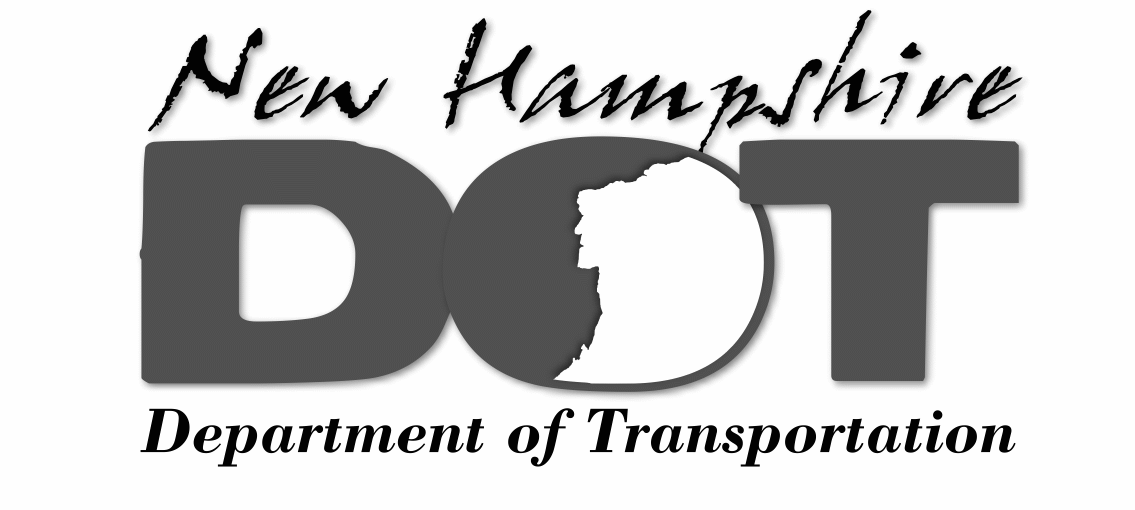 New Hampshire
DOT
Department of Transportation